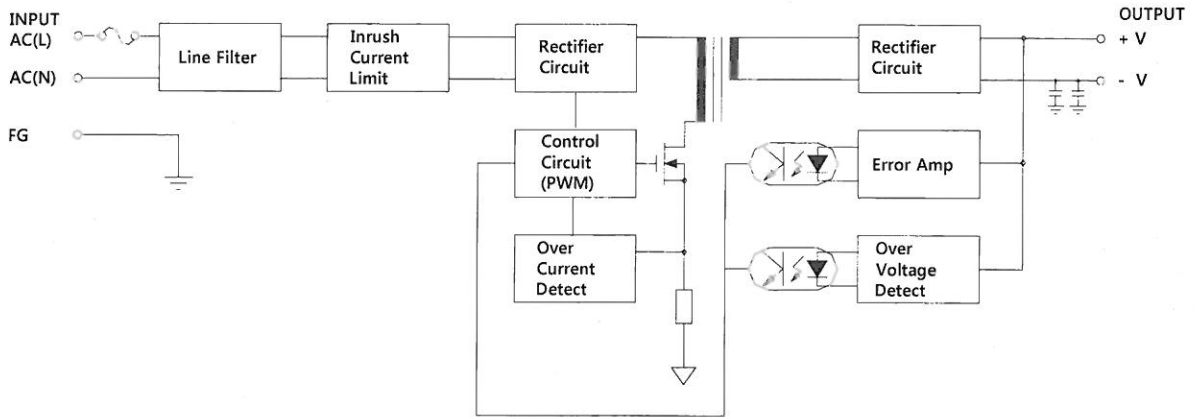 INPUT
AC(L)
AC(N)
FG
Line Filter
Inrush
Current
Limit
Rectifier
Circuit
Control
Circuit
(PWM)
Over
Current
Detect
Rectifier
Circuit
Error Amp
Over
Voltage
Detect
OUTPUT
+ V
- V